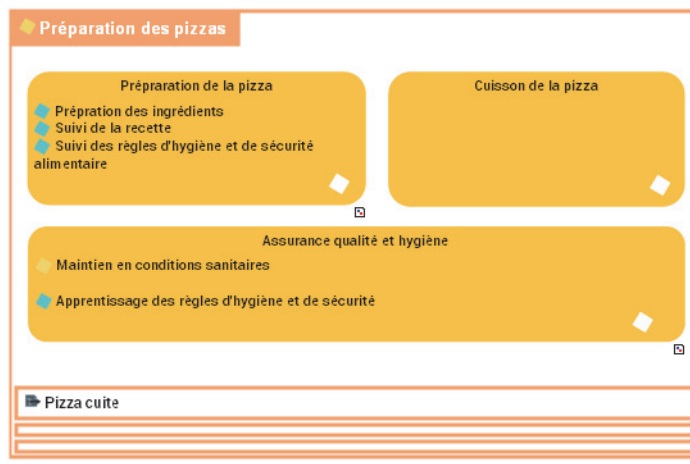 Préparation des pizzas
Prépraration de la pizza
Prépration des ingrédients
Suivi de la recette
Suivi des règles d'hygiène et de sécurité
alimentaire
Cuisson de la pizza
Assurance qualité et hygiène
Maintien en conditions sanitaires
Apprentissage des règles d'hygiène et de sécurité
Pizza cuite